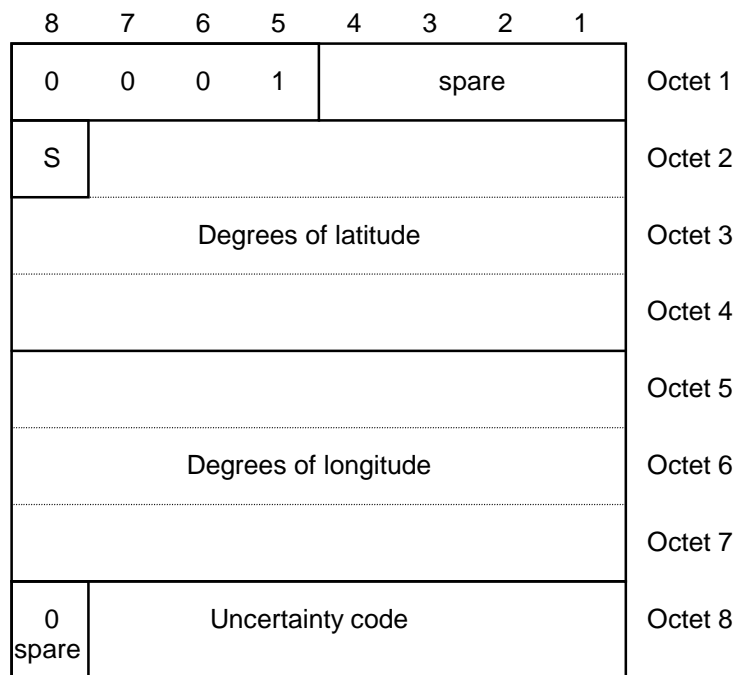 8 7 6 5 4 3 2 1
0 0 0 1 spare Octet 1
S Octet 2
Degrees of latitude Octet 3
Octet 4
Octet 5
Degrees of longitude Octet 6
Octet 7
0 Uncertainty code Octet 8
spare